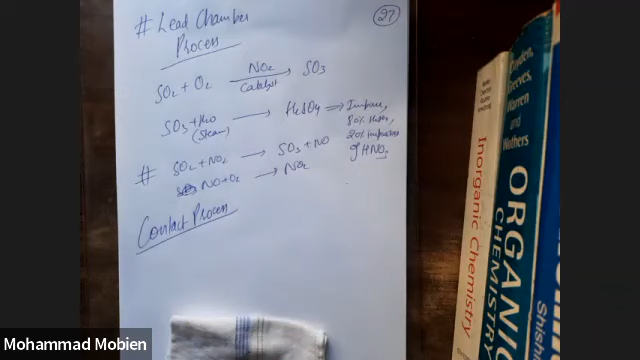 # Lead Chamber
Process
27
SO2 + O2 NO2 → SO3
Catalyst
SO3 + H2O → H2SO4 ⇒ Impure,
(Steam)
80% H2SO4
20% impurities
of HNO3
# SO2 + NO2 → SO3 + NO
NO + O2 → NO2
Contact Process
Clayden,
Greeves,
Warren
and
Wothers
ORGANIC
CHEMISTRY
Inorganic Chemistry
Mohammad Mobien